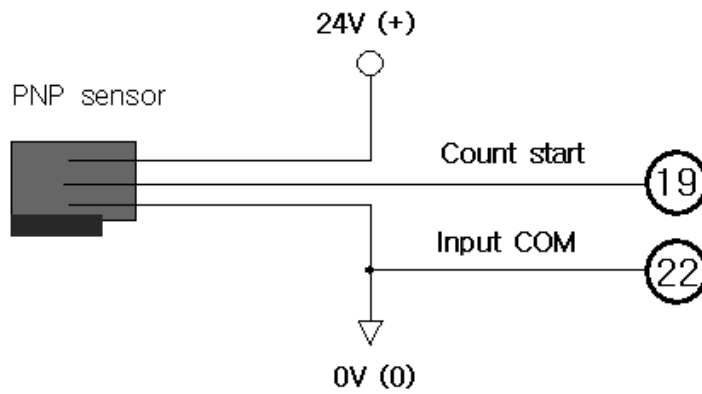 24V (+)
PNP sensor
Count start
19
Input COM
22
0V (0)